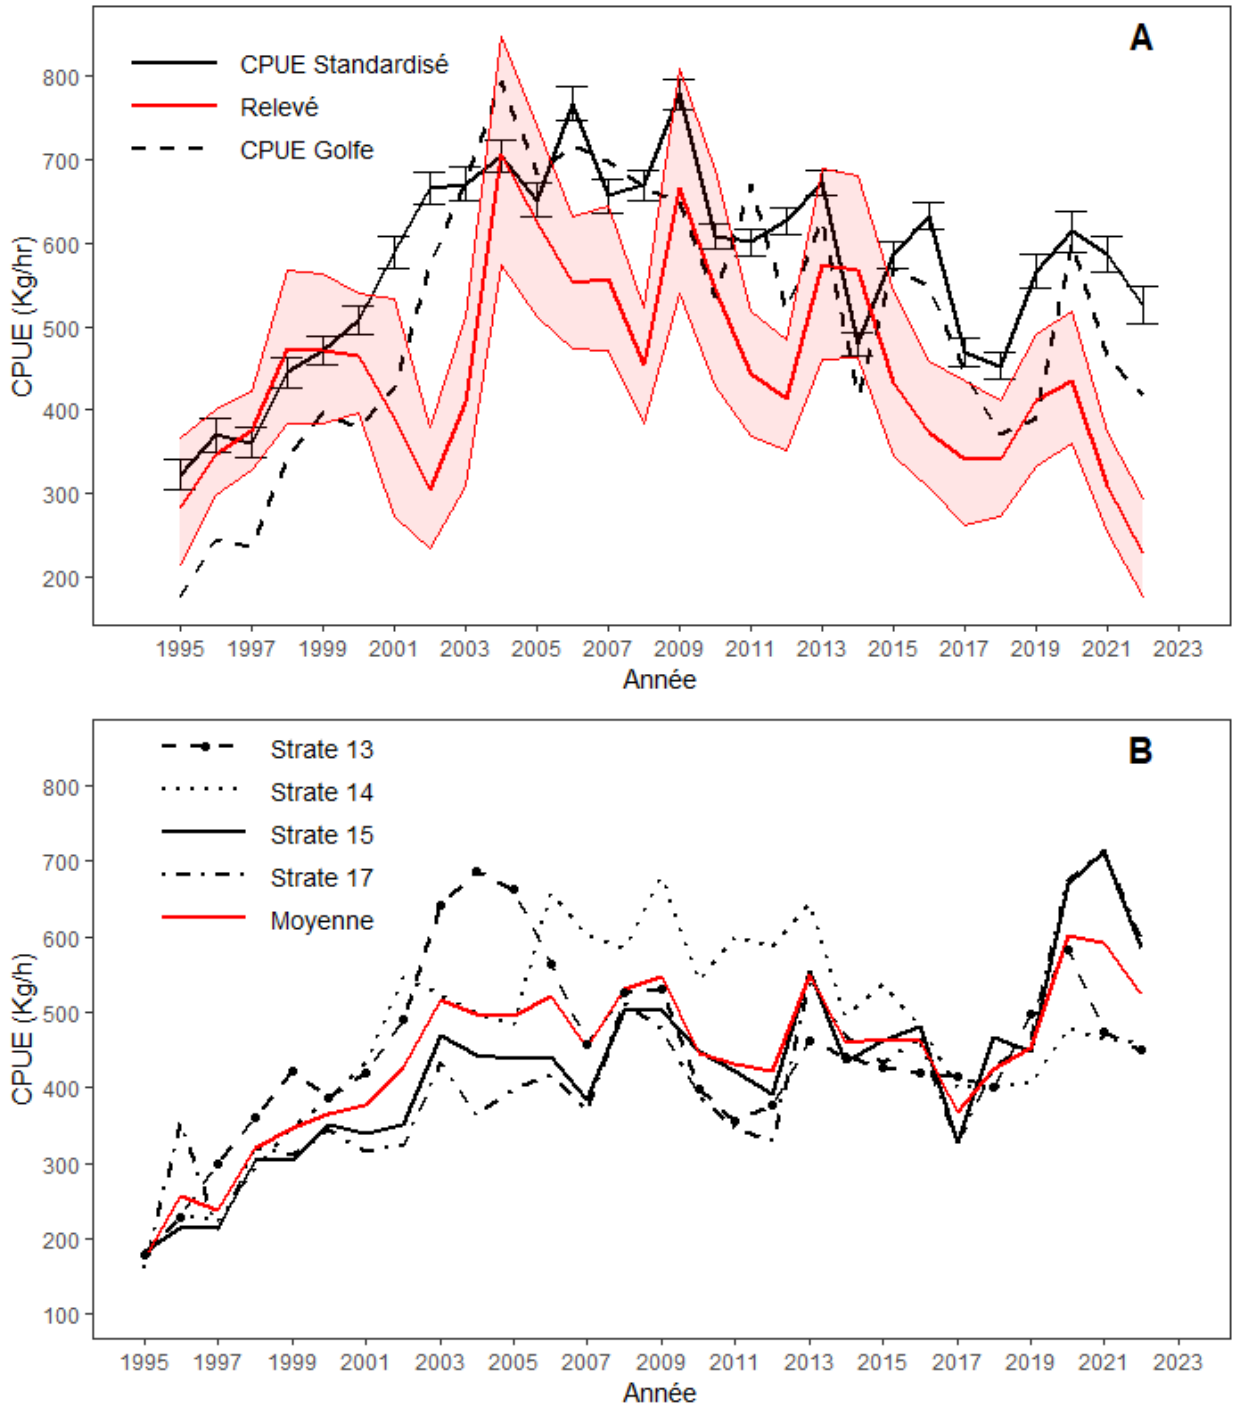 A
CPUE Standardisé
Relevé
CPUE Golfe
CPUE (Kg/hr)
800
700
600
500
400
300
200
1995 1997 1999 2001 2003 2005 2007 2009 2011 2013 2015 2017 2019 2021 2023
Année
B
Strate 13
Strate 14
Strate 15
Strate 17
Moyenne
CPUE (Kg/h)
800
700
600
500
400
300
200
100
1995 1997 1999 2001 2003 2005 2007 2009 2011 2013 2015 2017 2019 2021 2023
Année